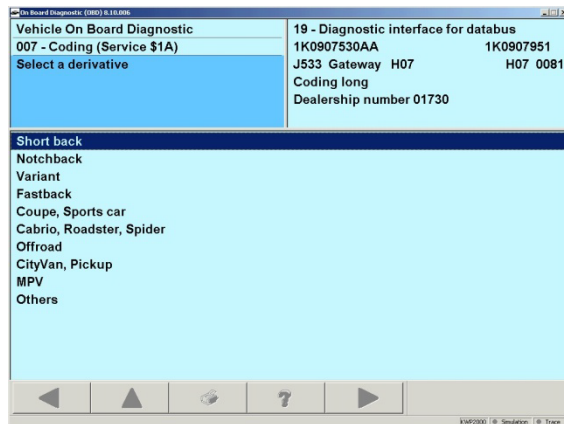 On Board Diagnostic (OBD) 8.10.006
Vehicle On Board Diagnostic
007 - Coding (Service $1A)
Select a derivative
19 - Diagnostic interface for databus
1K0907530AA 1K0907951
J533 Gateway H07 H07 0081
Coding long
Dealership number 01730
Short back
Notchback
Variant
Fastback
Coupe, Sports car
Cabrio, Roadster, Spider
Offroad
CityVan, Pickup
MPV
Others
?
KWP2000 Simulation Trace